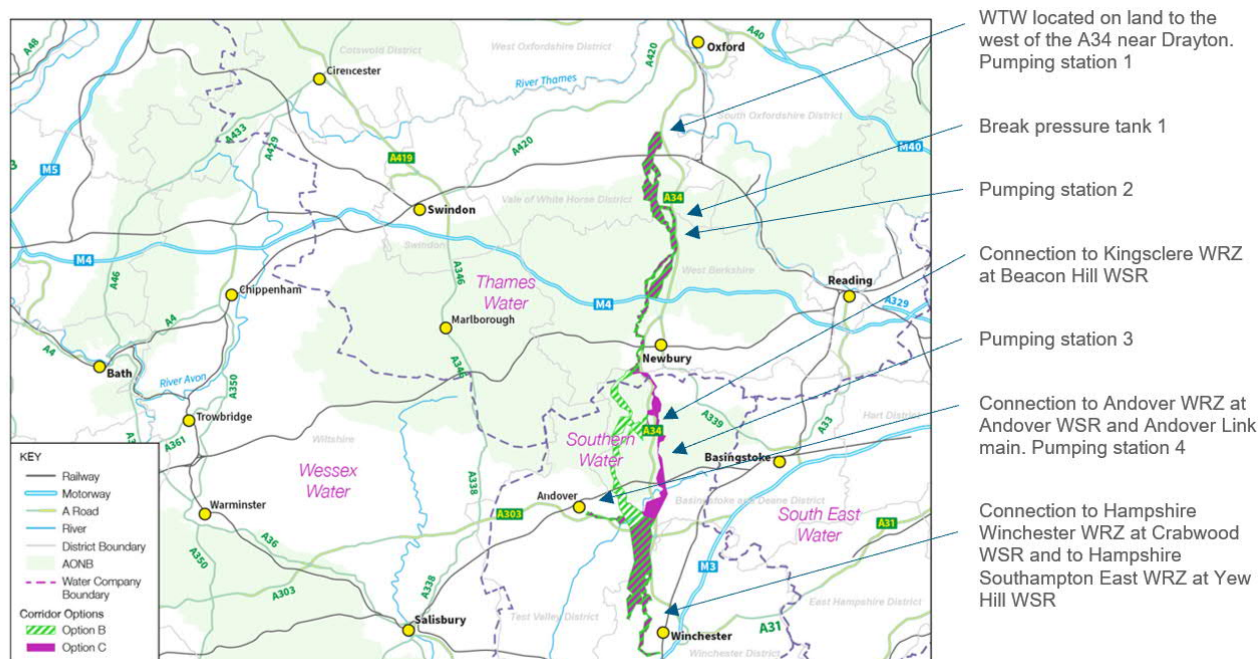 Cotswold District
West Oxfordshire District
A48
A420
A40
Oxford
Cirencester
River Thames
A433
A429
A419
A420
South Oxfordshire District
M40
M5
A34
Swindon
Vale of White Horse District
Swindon
M4
A46
A346
West Berkshire
Thames
Water
Reading
Chippenham
M4
A329
A4
Marlborough
Newbury
A4
Bath
River Avon
A350
A346
Trowbridge
A339
Hart District
A361
Wiltshire
Southern
Water
A34
A33
Basingstoke
Wessex
Water
A338
Andover
Basingstoke and Deane District
Warminster
A303
South East
Water
A31
A36
A350
M3
A303
A338
East Hampshire District
Test Valley District
Salisbury
Winchester
A31
Winchester District
KEY
Railway
Motorway
A Road
River
District Boundary
AONB
Water Company
Boundary
Corridor Options
Option B
Option C
WTW located on land to the
west of the A34 near Drayton.
Pumping station 1
Break pressure tank 1
Pumping station 2
Connection to Kingsclere WRZ
at Beacon Hill WSR
Pumping station 3
Connection to Andover WRZ at
Andover WSR and Andover Link
main. Pumping station 4
Connection to Hampshire
Winchester WRZ at Crabwood
WSR and to Hampshire
Southampton East WRZ at Yew
Hill WSR